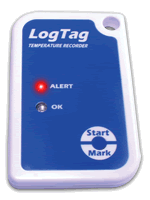 LogTag
TEMPERATURE RECORDER
ALERT
OK
Start
Mark